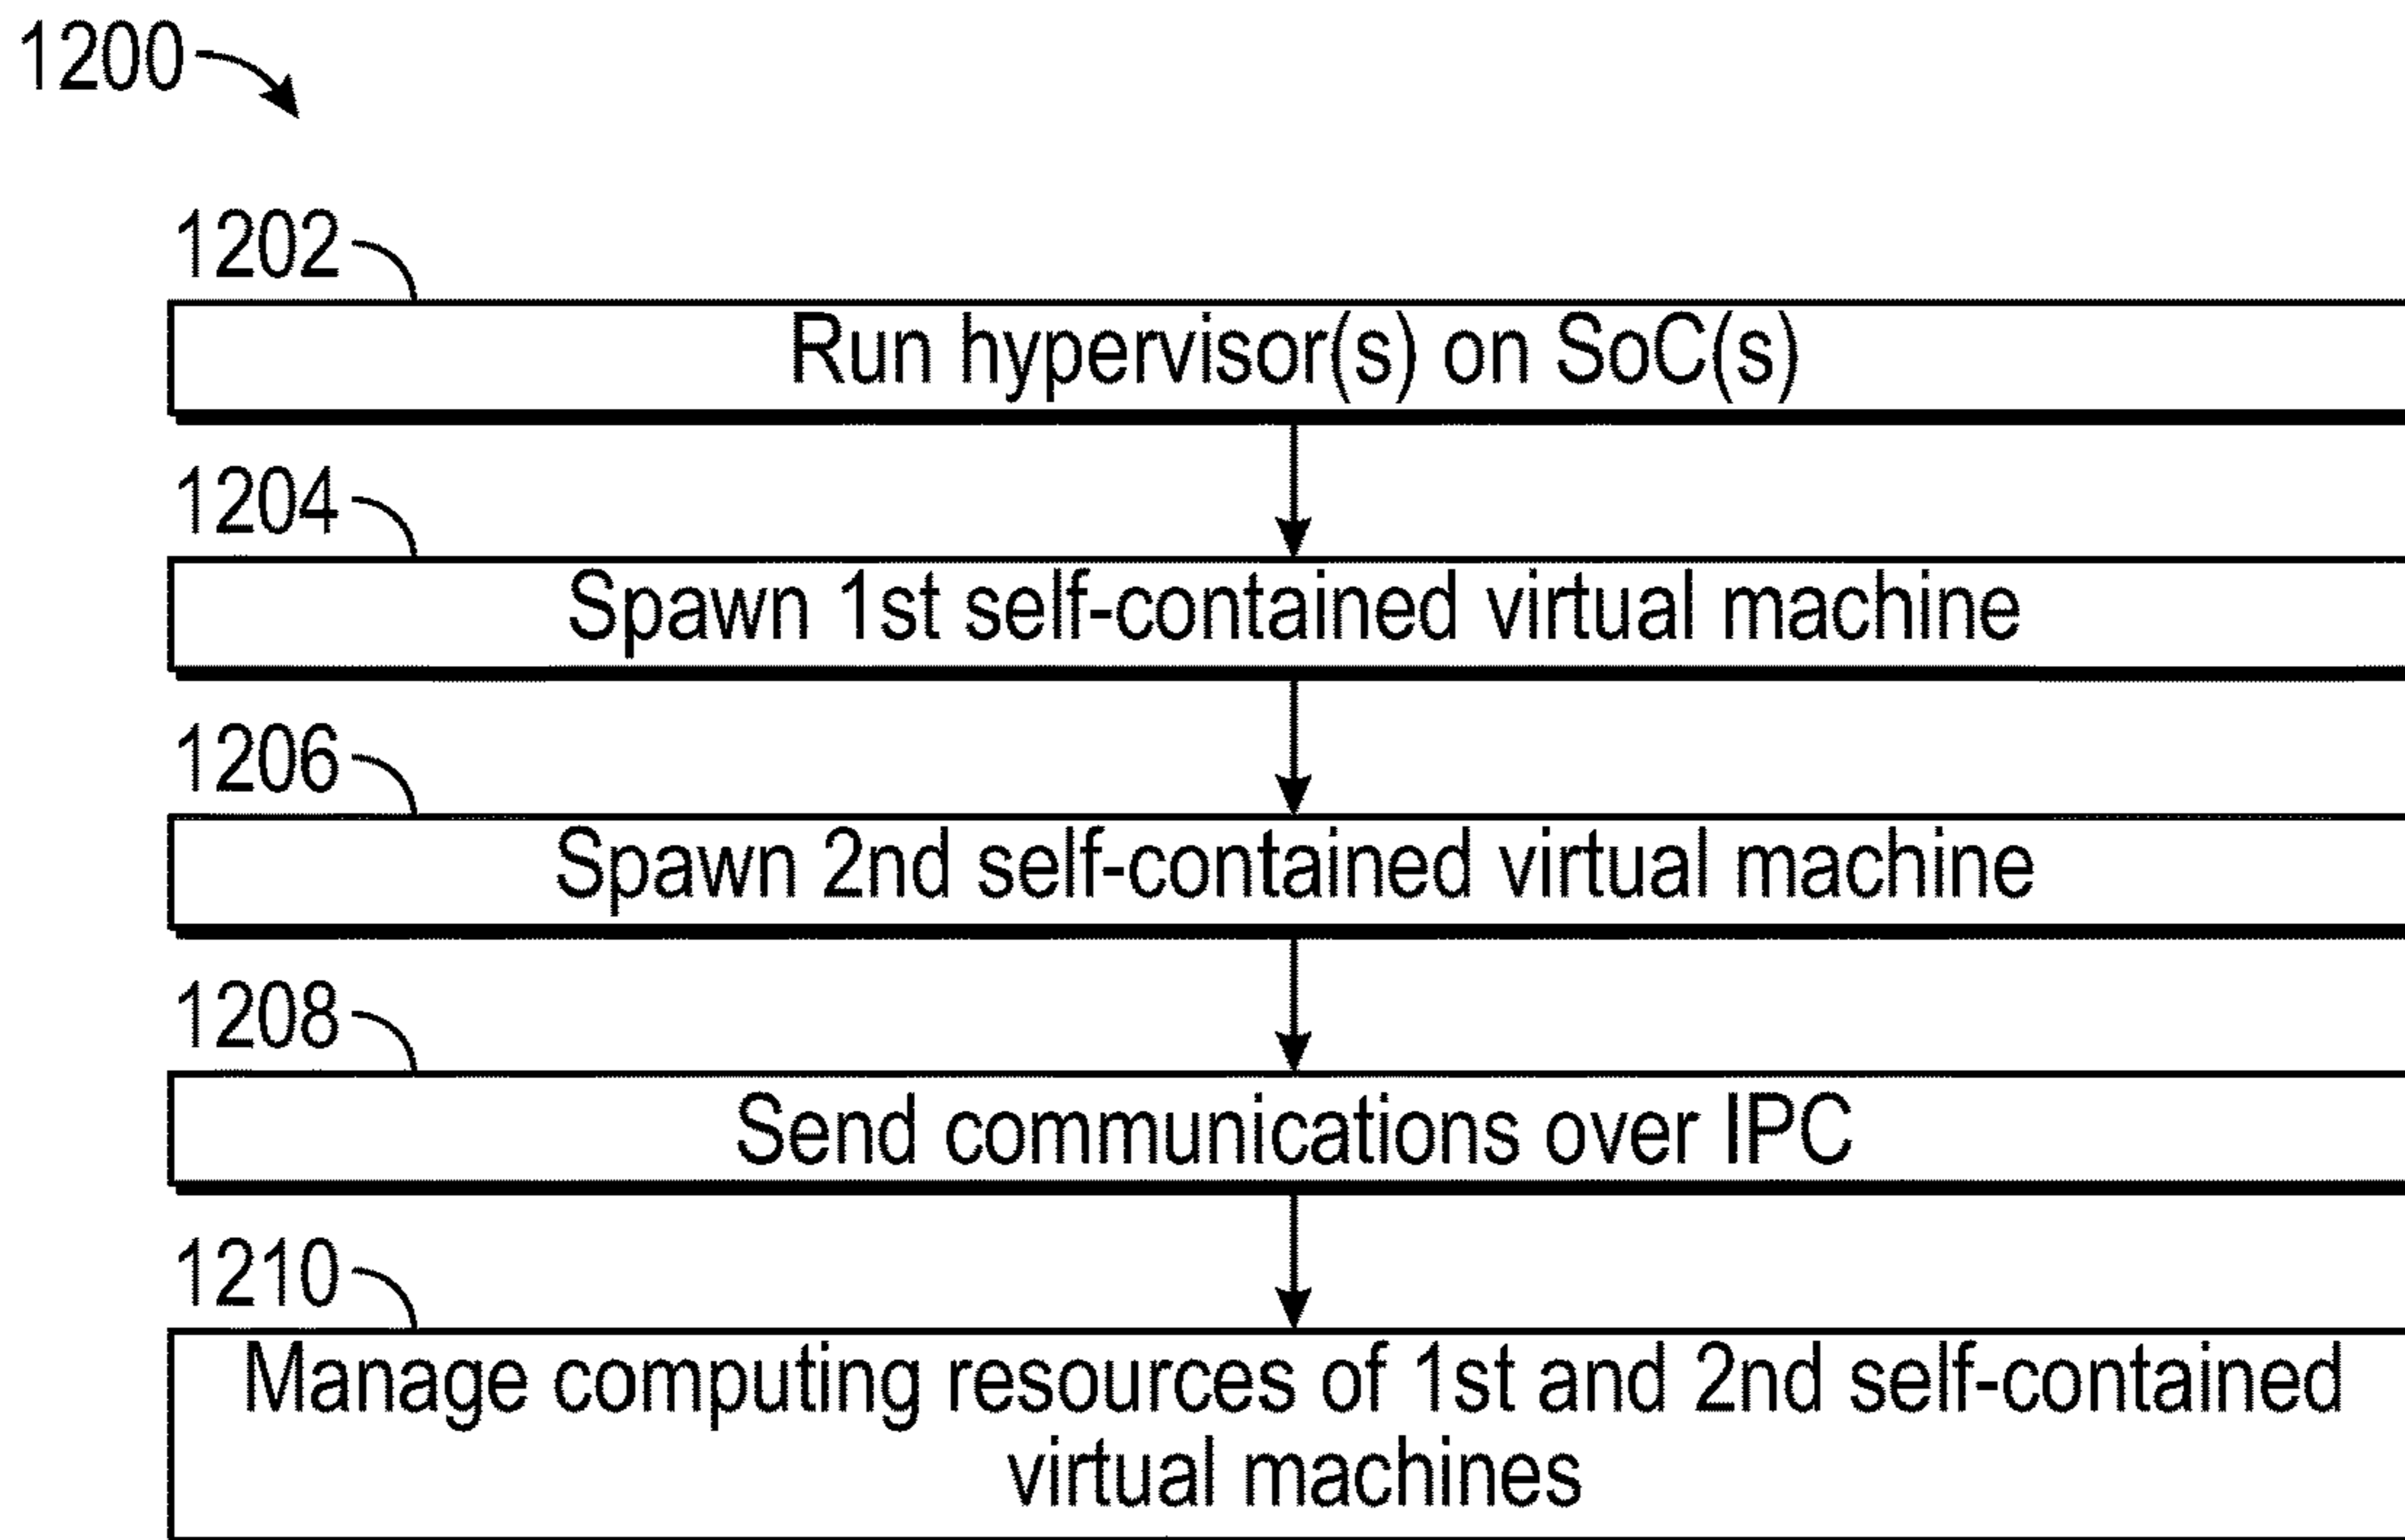 1200
1202
Run hypervisor(s) on SoC(s)
1204
Spawn 1st self-contained virtual machine
1206
Spawn 2nd self-contained virtual machine
1208
Send communications over IPC
1210
Manage computing resources of 1st and 2nd self-contained
virtual machines